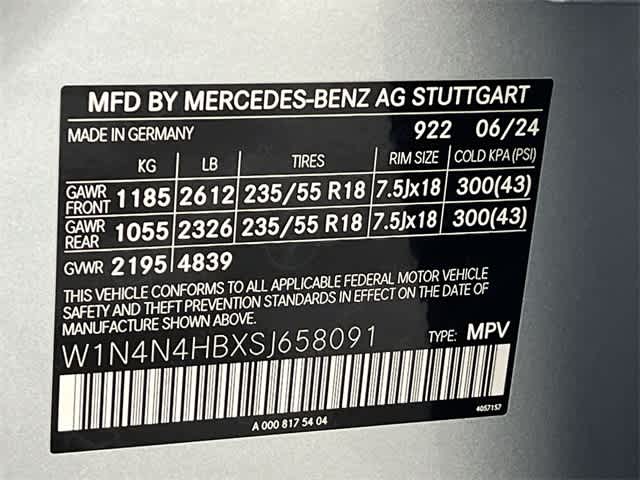 MFD BY MERCEDES-BENZ AG STUTTGART
MADE IN GERMANY 922 06/24
KG LB TIRES RIM SIZE COLD KPA (PSI)
GAWR FRONT 1185 2612 235/55 R18 7.5Jx18 300(43)
GAWR REAR 1055 2326 235/55 R18 7.5Jx18 300(43)
GVWR 2195 4839
THIS VEHICLE CONFORMS TO ALL APPLICABLE FEDERAL MOTOR VEHICLE
SAFETY AND THEFT PREVENTION STANDARDS IN EFFECT ON THE DATE OF
MANUFACTURE SHOWN ABOVE.
W1N4N4HBXSJ658091 TYPE: MPV
A 000 817 54 04 4057157